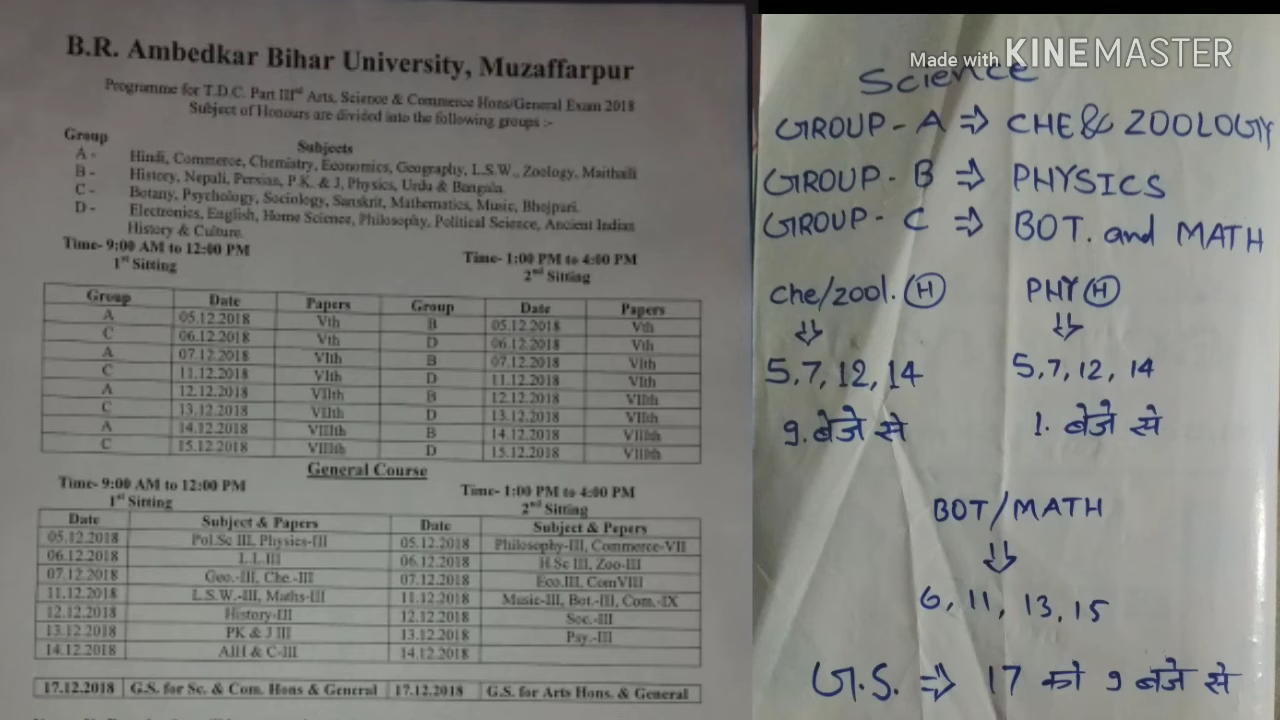 B.R. Ambedkar Bihar University, Muzaffarpur
Programme for T.D.C. Part IIIrd Arts, Science & Commerce Hons/General Exam 2018
Subject of Honours are divided into the following groups :-
Group Subjects
A - Hindi, Commerce, Chemistry, Economics, Geography, L.S.W., Zoology, Maithali
B - History, Nepali, Persian, P.K. & J, Physics, Urdu & Bangala.
C - Botany, Psychology, Sociology, Sanskrit, Mathematics, Music, Bhojpari.
D - Electronics, English, Home Science, Philosophy, Political Science, Ancient Indian
History & Culture.
Time- 9:00 AM to 12:00 PM Time- 1:00 PM to 4:00 PM
1st Sitting 2nd Sitting
Group Date Papers Group Date Papers
A 05.12.2018 Vth B 05.12.2018 Vth
C 06.12.2018 Vth D 06.12.2018 Vth
A 07.12.2018 VIth B 07.12.2018 VIth
C 11.12.2018 VIth D 11.12.2018 VIth
A 12.12.2018 VIIth B 12.12.2018 VIIth
C 13.12.2018 VIIth D 13.12.2018 VIIth
A 14.12.2018 VIIIth B 14.12.2018 VIIIth
C 15.12.2018 VIIIth D 15.12.2018 VIIIth
General Course
Time- 9:00 AM to 12:00 PM Time- 1:00 PM to 4:00 PM
1st Sitting 2nd Sitting
Date Subject & Papers Date Subject & Pepers
05.12.2018 Pol.Sc III, Physics-III 05.12.2018 Philosophy-III, Commerce-VII
06.12.2018 L.L.III 06.12.2018 H.Sc III, Zoo-III
07.12.2018 Geo.-III, Che.-III 07.12.2018 Eco.III, ComVIII
11.12.2018 L.S.W.-III, Maths-III 11.12.2018 Music-III, Bot.-III, Com.-IX
12.12.2018 History-III 12.12.2018 Soc.-III
13.12.2018 PK & J III 13.12.2018 Psy.-III
14.12.2018 AIH & C-III 14.12.2018
17.12.2018 G.S. for Sc. & Com. Hons & General 17.12.2018 G.S. for Arts Hons. & General
Made with KINEMASTER
Science
GROUP - A ⇒ CHE & ZOOLOGY
GROUP - B ⇒ PHYSICS
GROUP - C ⇒ BOT. and MATH
Che/zool. (H) PHY (H)
⇓ ⇓
5,7,12,14 5,7,12,14
9. बेजे से 1. बेजे से
BOT/MATH
⇓
6, 11, 13, 15
G.S. ⇒ 17 को 9 बेजे से